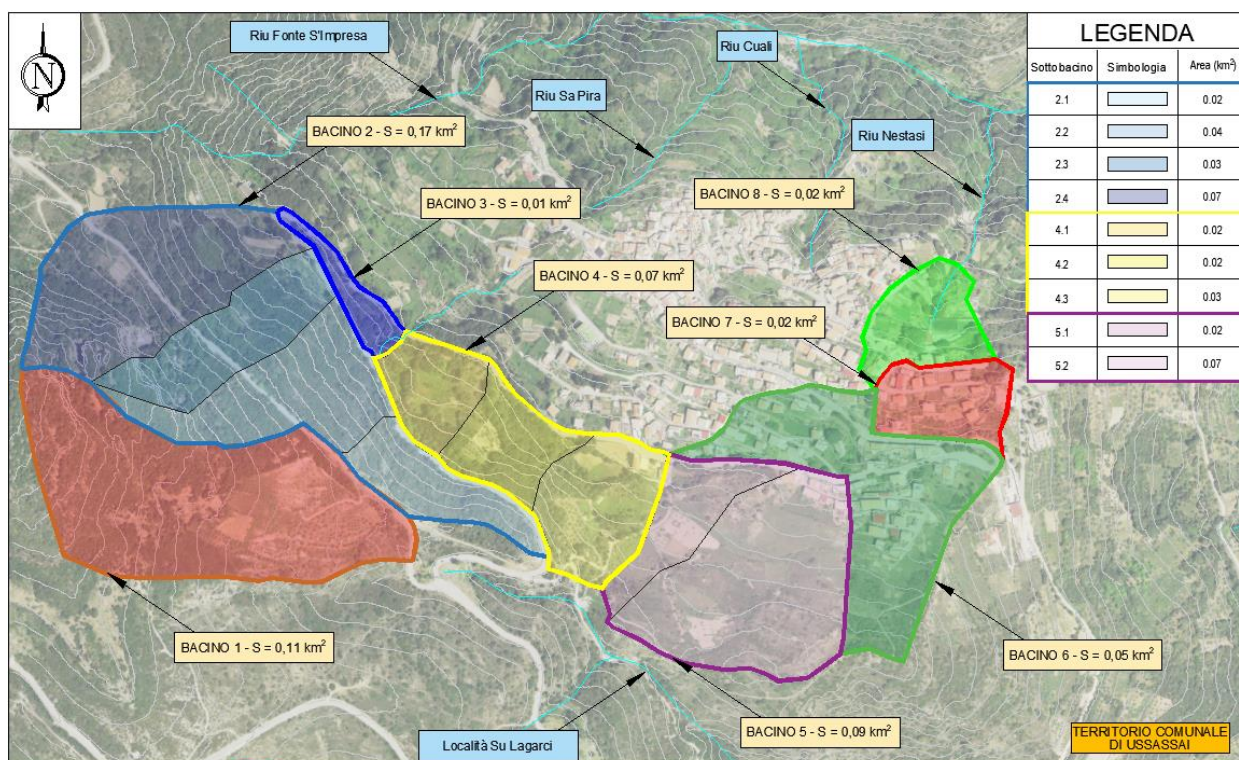 N
Riu Fonte S'Impresa
Riu Cuali
Riu Sa Pira
BACINO 2 - S = 0,17 km²
Riu Nestasi
BACINO 3 - S = 0,01 km²
BACINO 8 - S = 0,02 km²
BACINO 4 - S = 0,07 km²
BACINO 7 - S = 0,02 km²
BACINO 1 - S = 0,11 km²
BACINO 6 - S = 0,05 km²
BACINO 5 - S = 0,09 km²
Località Su Lagarci
LEGENDA
Sottobacino Simbologia Area (km²)
2.1 0.02
2.2 0.04
2.3 0.03
2.4 0.07
4.1 0.02
4.2 0.02
4.3 0.03
5.1 0.02
5.2 0.07
TERRITORIO COMUNALE
DI USSASSAI